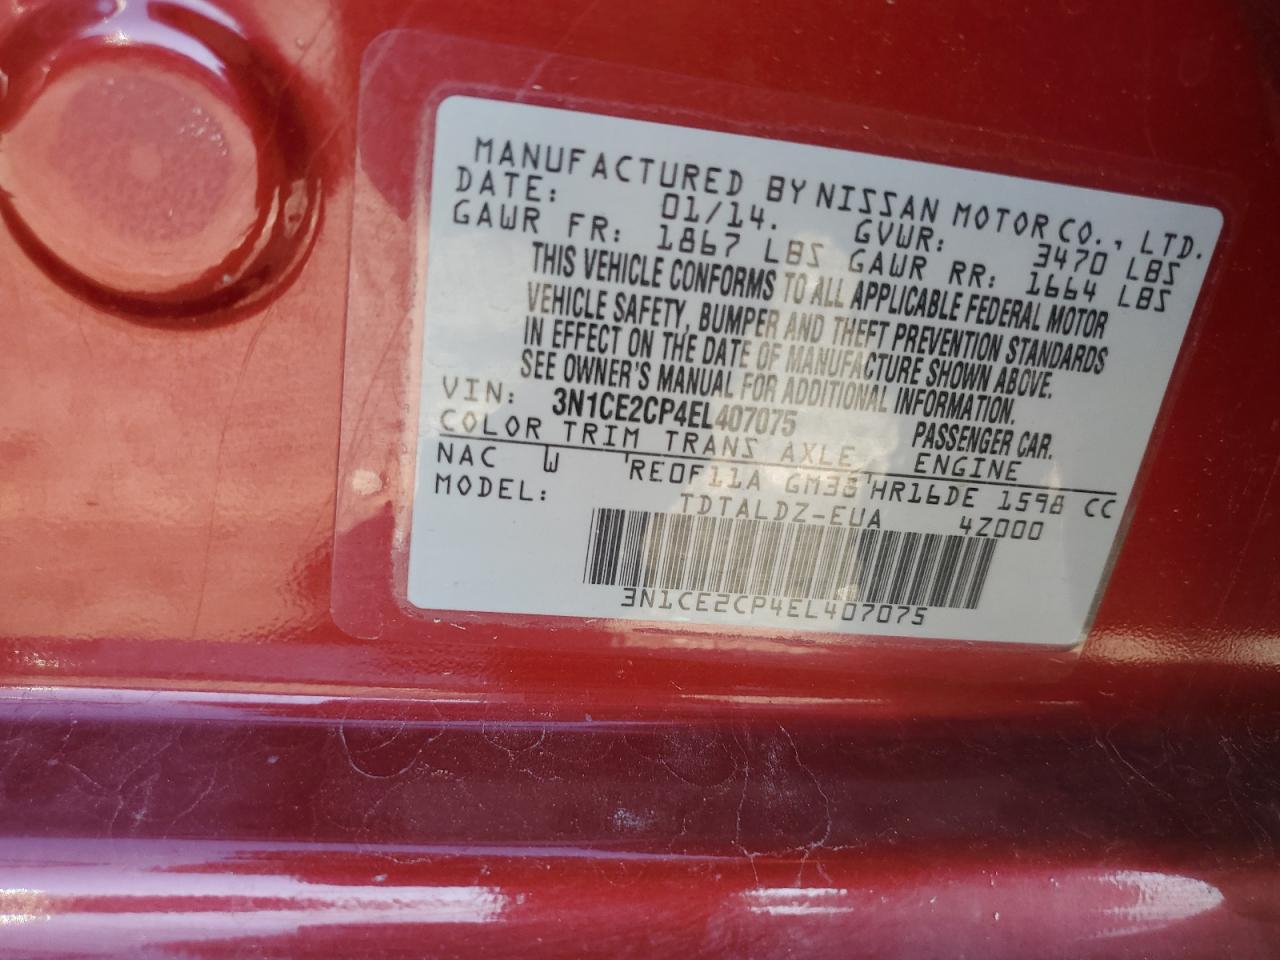 MANUFACTURED BY NISSAN MOTOR CO., LTD.
DATE: 01/14. GVWR: 3470 LBS
GAWR FR: 1867 LBS GAWR RR: 1664 LBS
THIS VEHICLE CONFORMS TO ALL APPLICABLE FEDERAL MOTOR
VEHICLE SAFETY, BUMPER AND THEFT PREVENTION STANDARDS
IN EFFECT ON THE DATE OF MANUFACTURE SHOWN ABOVE.
SEE OWNER'S MANUAL FOR ADDITIONAL INFORMATION.
VIN: 3N1CE2CP4EL407075 PASSENGER CAR.
COLOR TRIM TRANS AXLE ENGINE
NAC W RE0F11A GM38 HR16DE 1598 CC
MODEL: TDTALDZ-EUA 4Z000
3N1CE2CP4EL407075